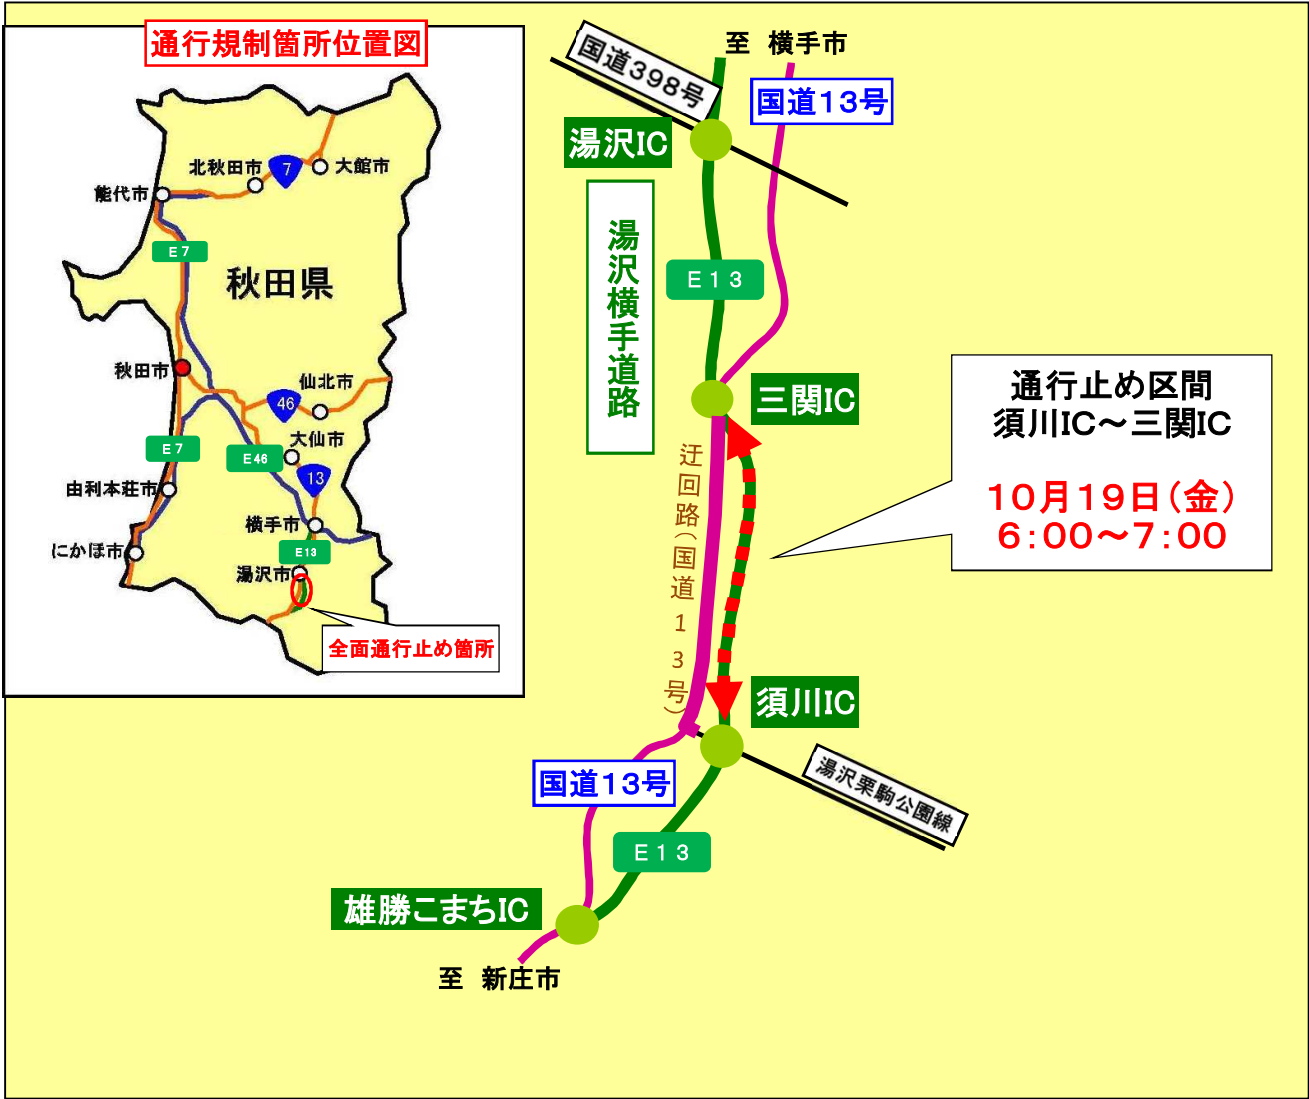 通行規制箇所位置図
北秋田市
7
大館市
能代市
E7
秋田県
秋田市
仙北市
46
大仙市
E7
E46
13
由利本荘市
横手市
にかほ市
E13
湯沢市
全面通行止め箇所
至 横手市
国道398号
国道13号
湯沢IC
湯沢横手道路
E13
三関IC
迂回路(国道13号)
通行止め区間
須川IC～三関IC
10月19日(金)
6:00～7:00
須川IC
国道13号
湯沢栗駒公園線
E13
雄勝こまちIC
至 新庄市